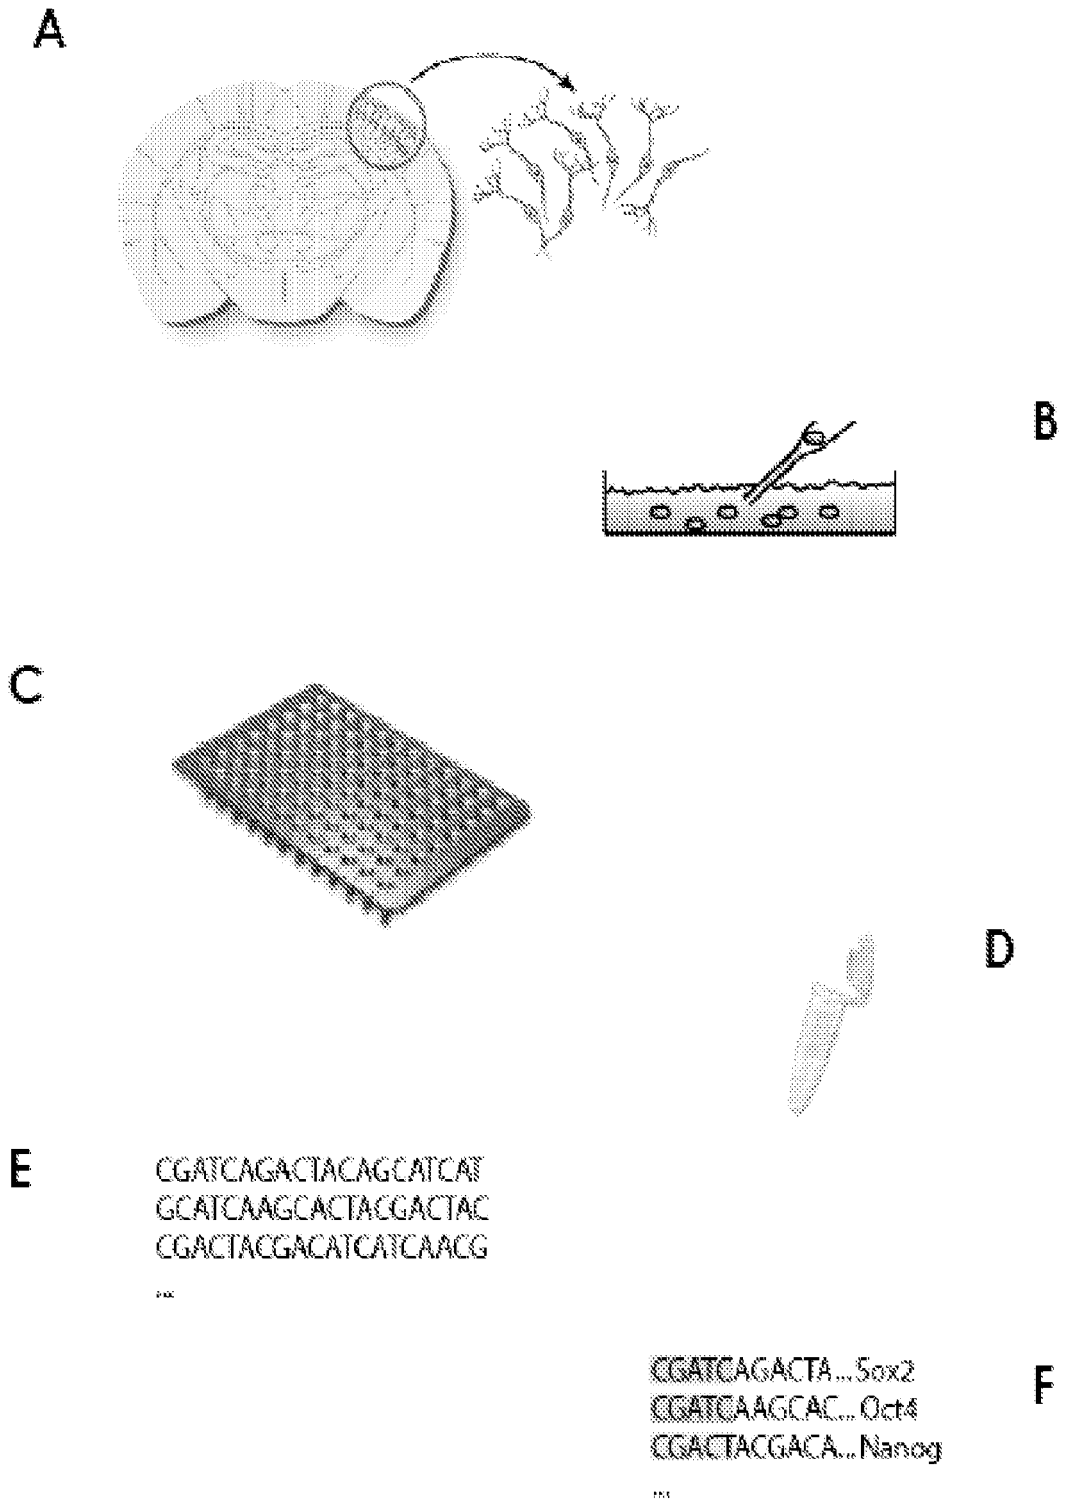 A
B
C
D
E
CGATCAGACTACAGCATCAT
GCATCAAGCACTACGACTAC
CGACTACGACATCATCAACG
...
CGATCAGACTA...Sox2
F
CGATCAAGCAC... Oct4
CGACTACGACA...Nanog
...